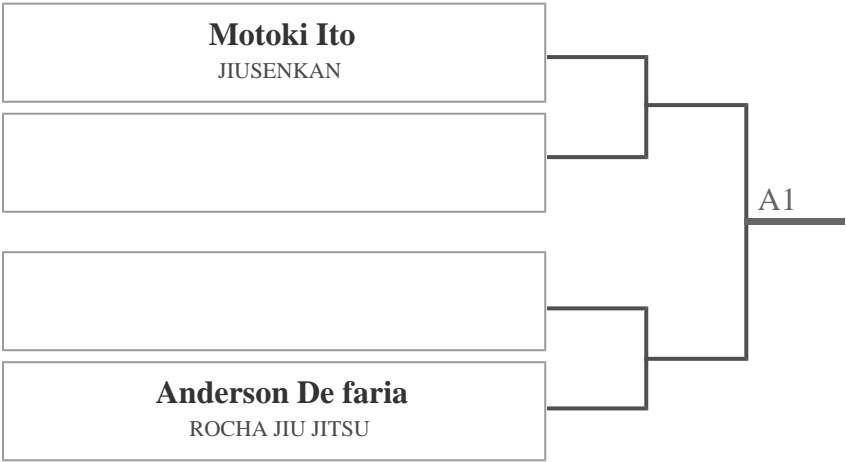 Motoki Ito
JIUSENKAN
A1
Anderson De faria
ROCHA JIU JITSU